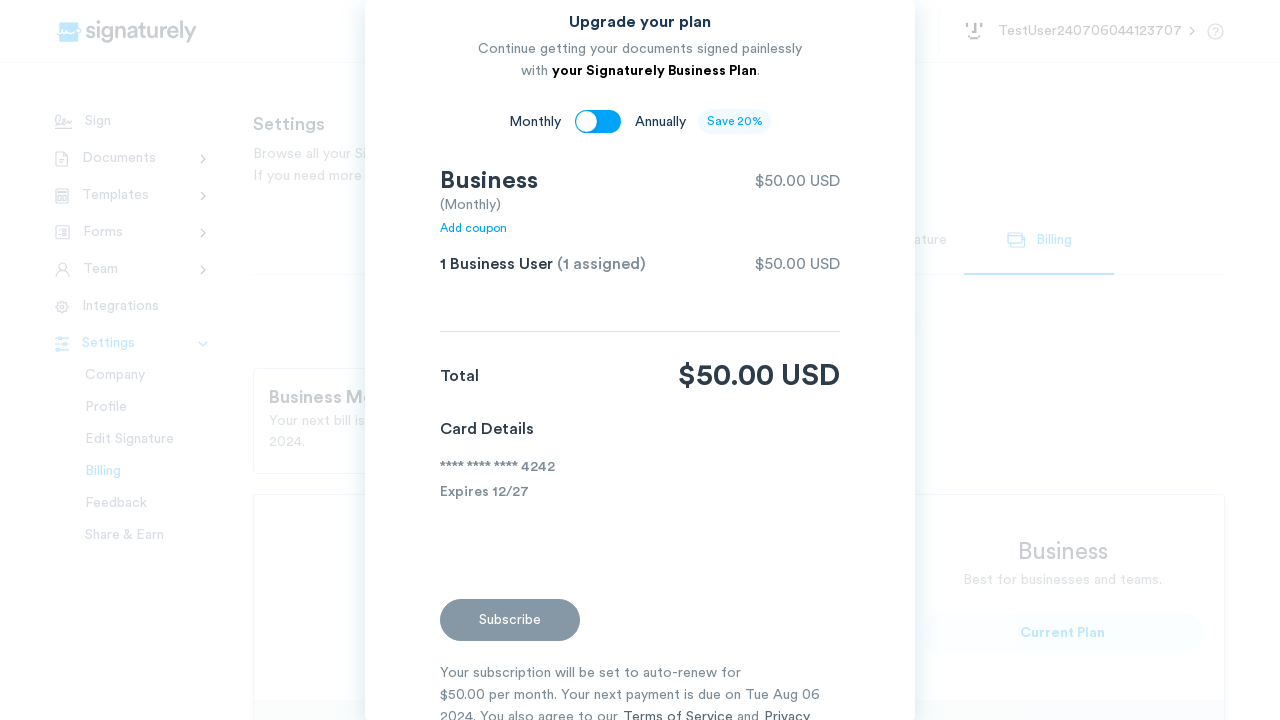 Upgrade your plan
Continue getting your documents signed painlessly
with your Signaturely Business Plan.
Monthly
Annually
Save 20%
Business
$50.00 USD
(Monthly)
Add coupon
1 Business User (1 assigned)
$50.00 USD
Total
$50.00 USD
Card Details
**** **** **** 4242
Expires 12/27
Subscribe
Your subscription will be set to auto-renew for
$50.00 per month. Your next payment is due on Tue Aug 06
2024. You also agree to our Terms of Service and Privacy
signaturely
TestUser240706044123707
Sign
Documents
Templates
Forms
Team
Integrations
Settings
Company
Profile
Edit Signature
Billing
Feedback
Share & Earn
Settings
Browse all your
If you need more
ature
Billing
Business
Your next bill is
2024.
Business
Best for businesses and teams.
Current Plan